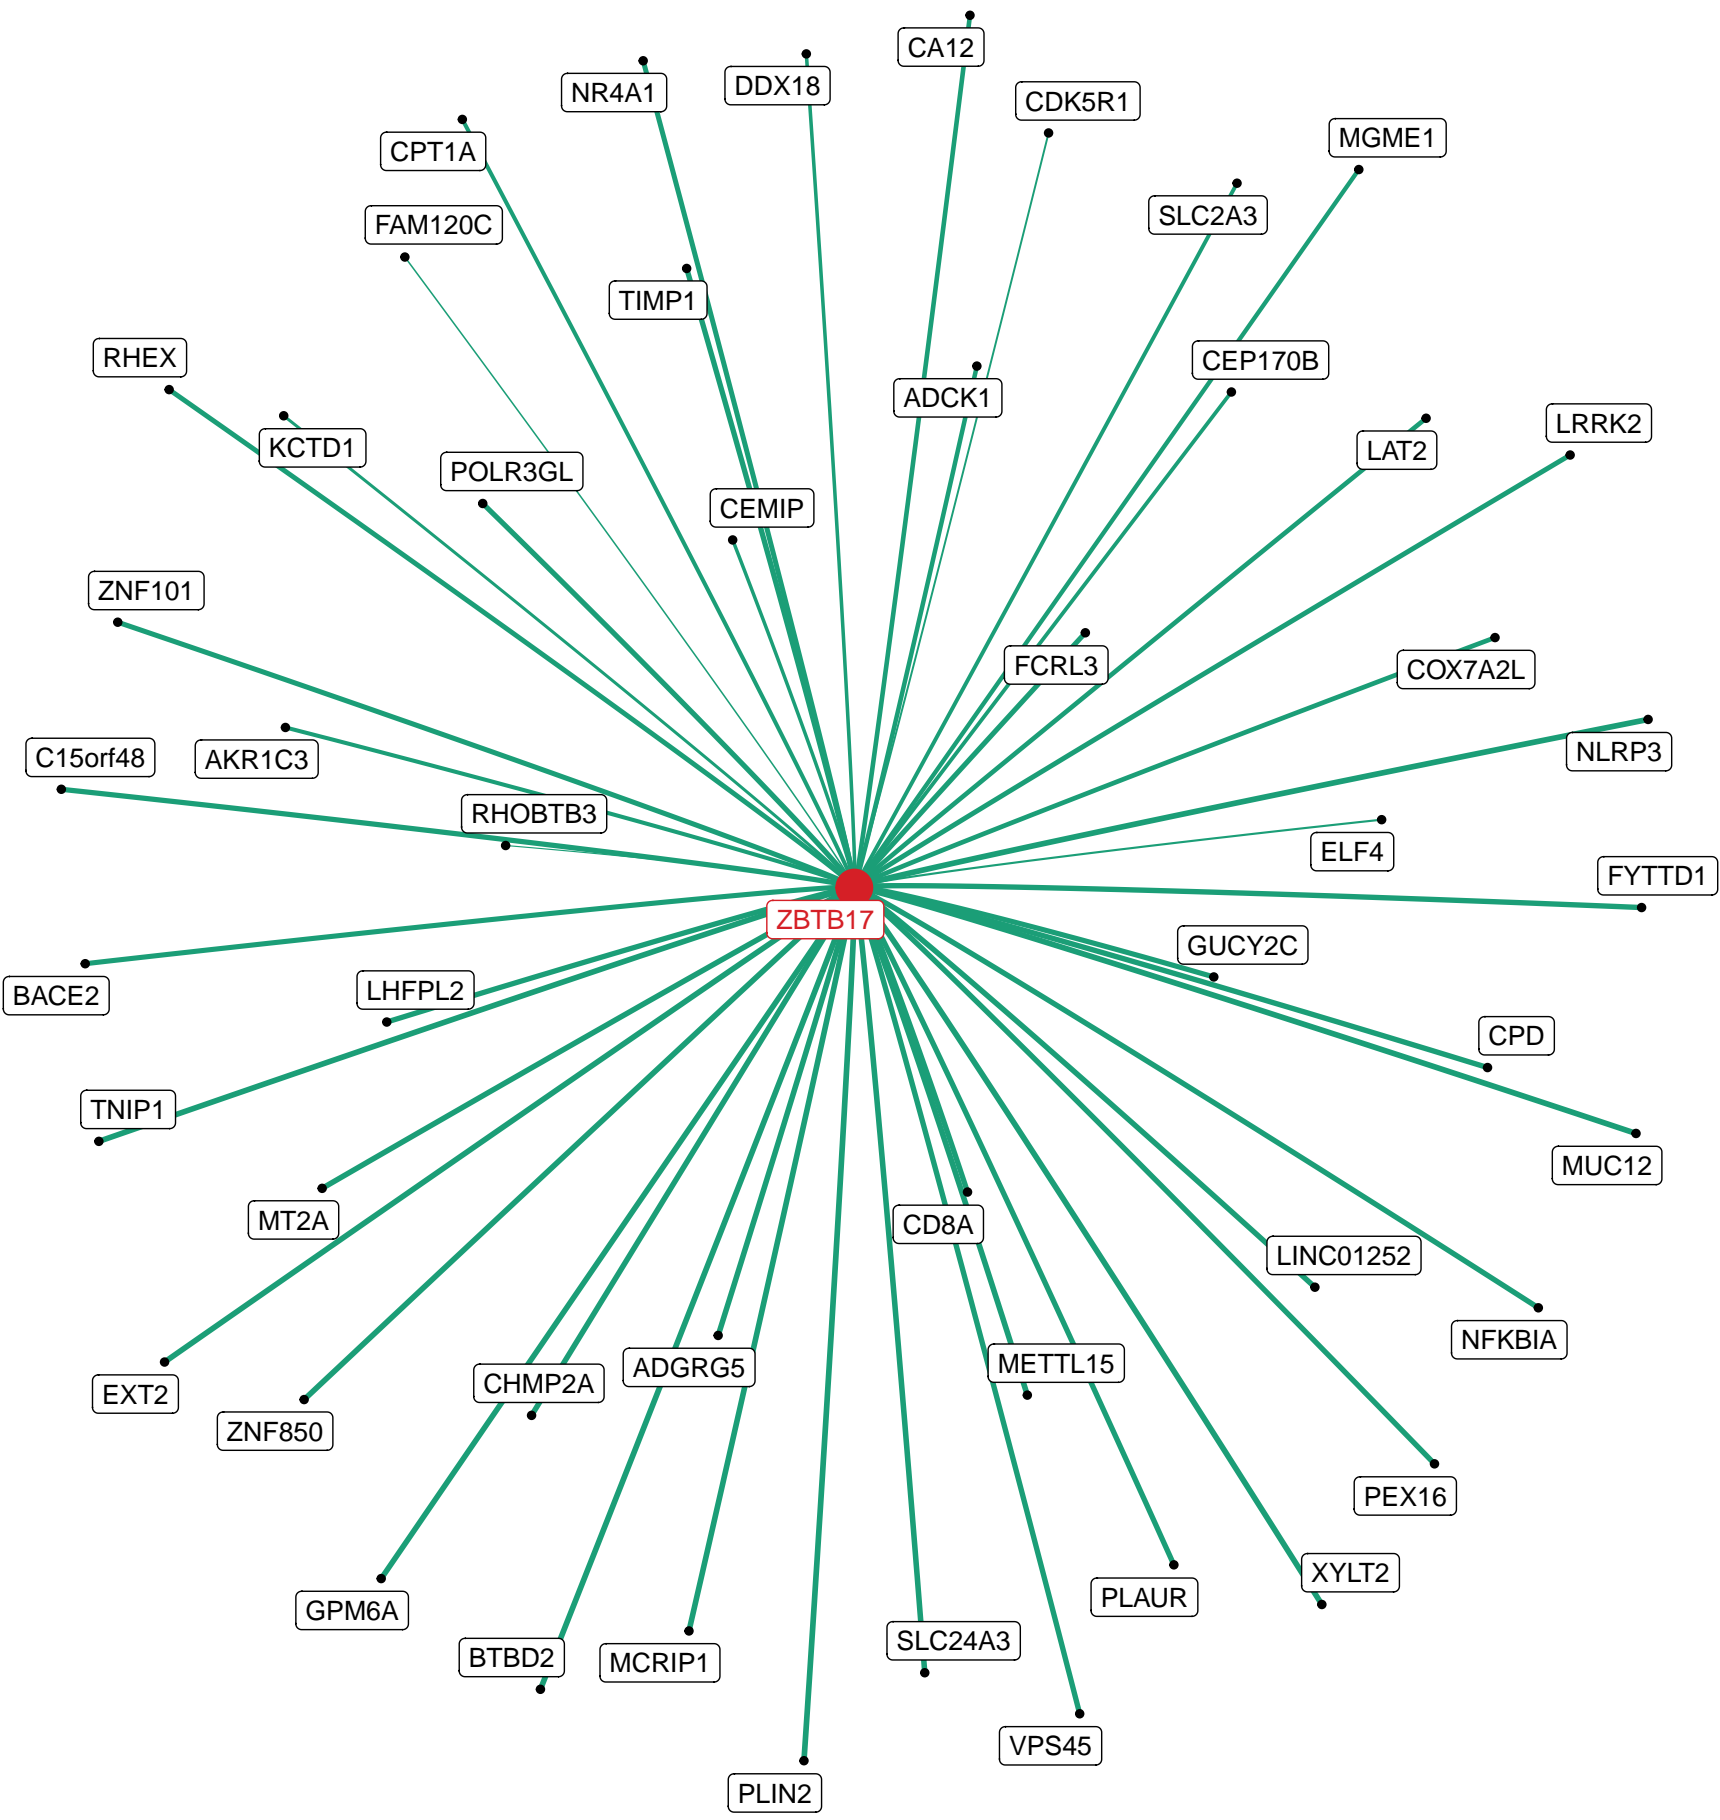 CA12
NR4A1
DDX18
CDK5R1
MGME1
CPT1A
SLC2A3
FAM120C
TIMP1
RHEX
CEP170B
ADCK1
LRRK2
KCTD1
LAT2
POLR3GL
CEMIP
ZNF101
FCRL3
COX7A2L
C15orf48
AKR1C3
NLRP3
RHOBTB3
ELF4
FYTTD1
ZBTB17
GUCY2C
LHFPL2
BACE2
CPD
TNIP1
MUC12
MT2A
CD8A
LINC01252
NFKBIA
METTL15
ADGRG5
CHMP2A
EXT2
ZNF850
PEX16
XYLT2
PLAUR
GPM6A
SLC24A3
BTBD2
MCRIP1
VPS45
PLIN2